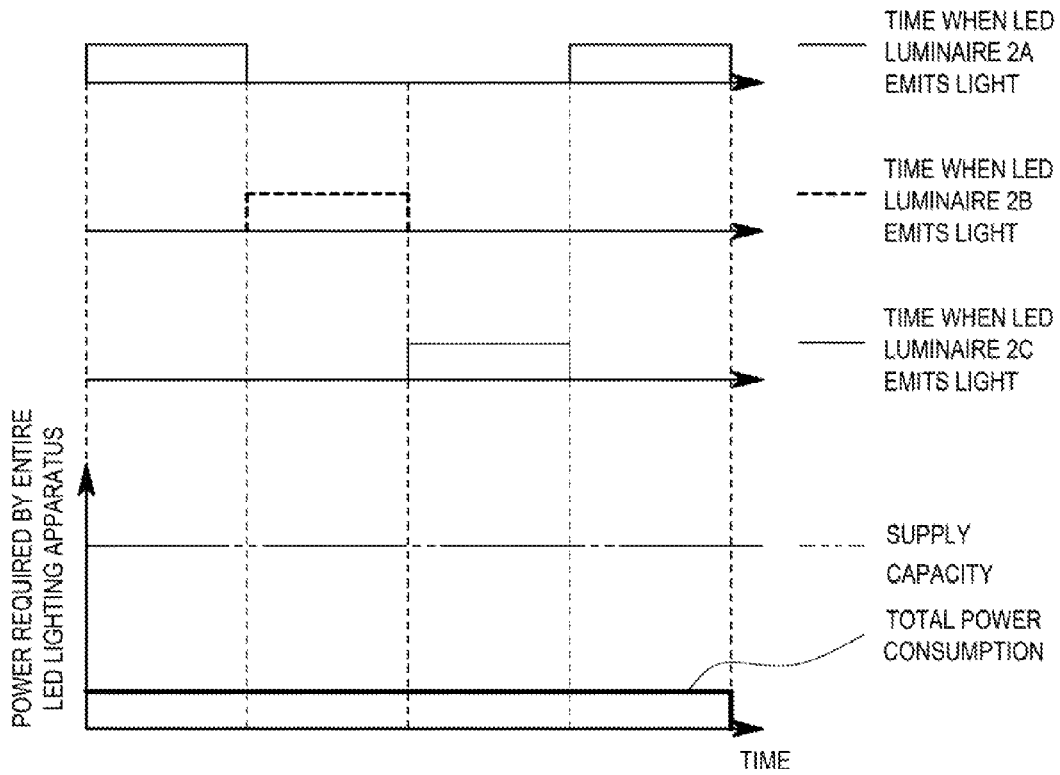 TIME WHEN LED
LUMINAIRE 2A
EMITS LIGHT
TIME WHEN LED
LUMINAIRE 2B
EMITS LIGHT
TIME WHEN LED
LUMINAIRE 2C
EMITS LIGHT
POWER REQUIRED BY ENTIRE
LED LIGHTING APPARATUS
SUPPLY
CAPACITY
TOTAL POWER
CONSUMPTION
TIME